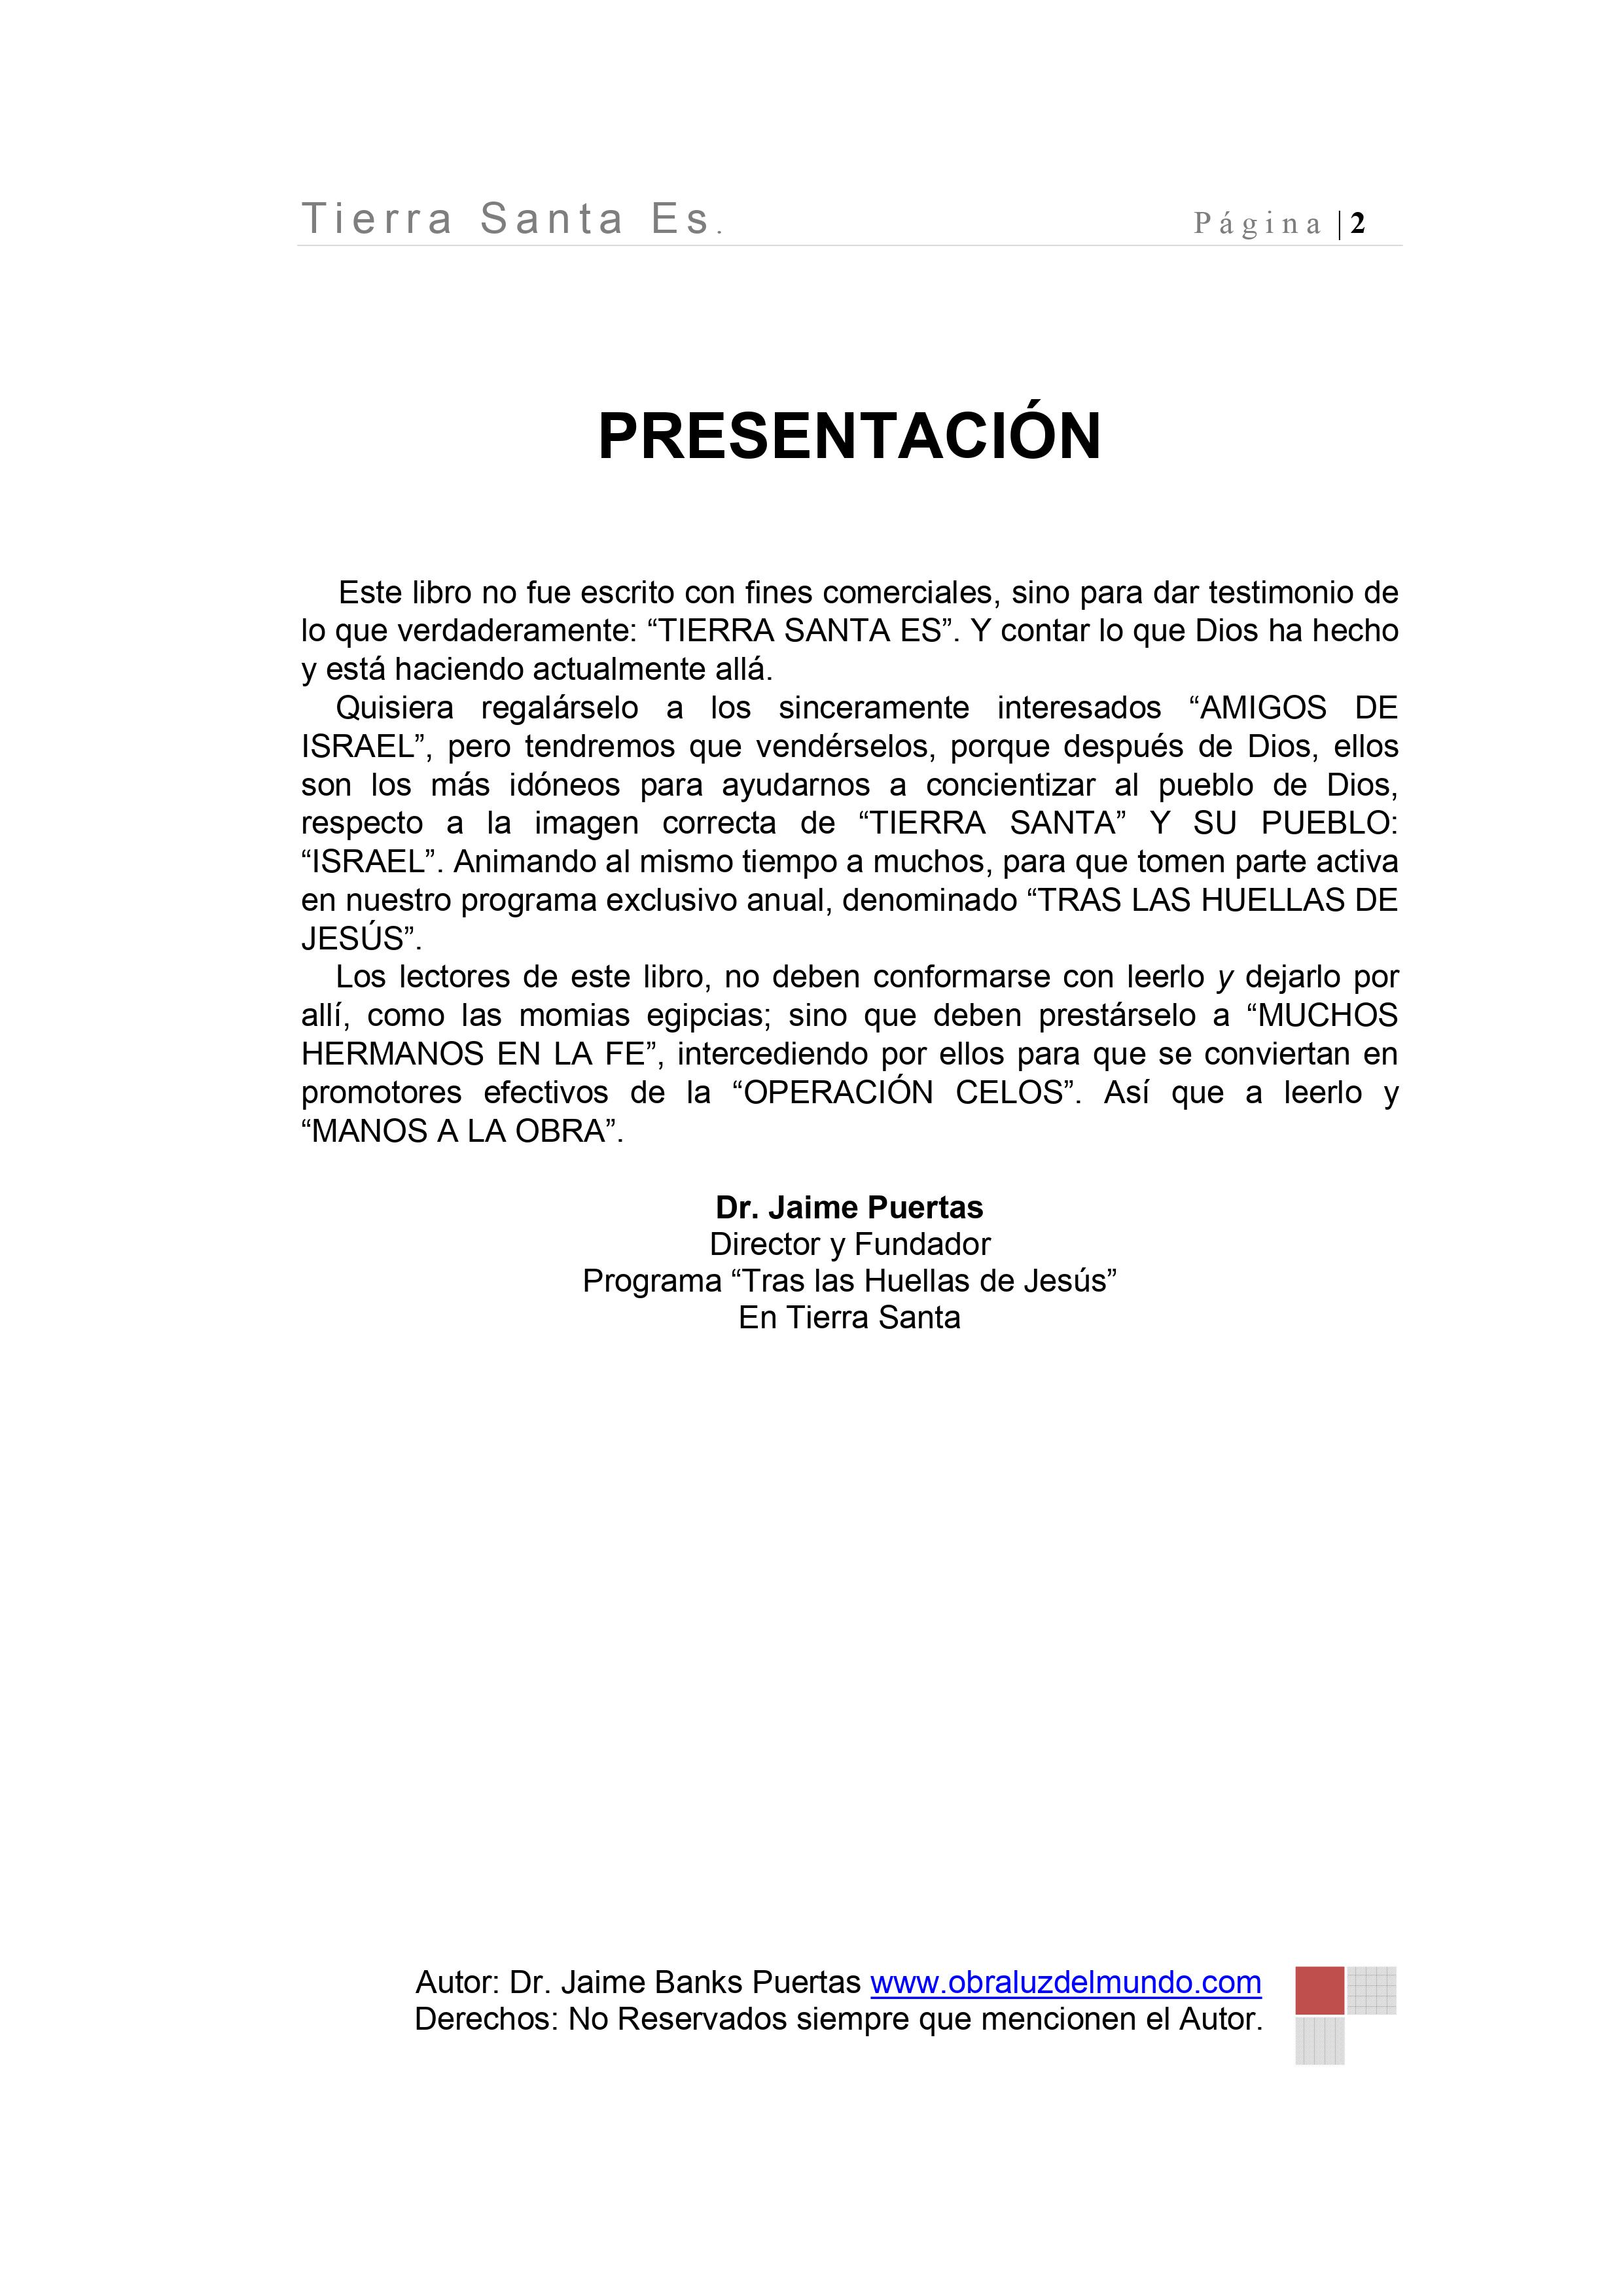 Tierra Santa Es.
Página | 2
PRESENTACIÓN
Este libro no fue escrito con fines comerciales, sino para dar testimonio de
lo que verdaderamente: “TIERRA SANTA ES”. Y contar lo que Dios ha hecho
y está haciendo actualmente allá.
Quisiera regalárselo a los sinceramente interesados “AMIGOS DE
ISRAEL”, pero tendremos que vendérselos, porque después de Dios, ellos
son los más idóneos para ayudarnos a concientizar al pueblo de Dios,
respecto a la imagen correcta de “TIERRA SANTA” Y SU PUEBLO:
“ISRAEL”. Animando al mismo tiempo a muchos, para que tomen parte activa
en nuestro programa exclusivo anual, denominado “TRAS LAS HUELLAS DE
JESÚS”.
Los lectores de este libro, no deben conformarse con leerlo y dejarlo por
allí, como las momias egipcias; sino que deben prestárselo a “MUCHOS
HERMANOS EN LA FE”, intercediendo por ellos para que se conviertan en
promotores efectivos de la “OPERACIÓN CELOS”. Así que a leerlo y
“MANOS A LA OBRA”.
Dr. Jaime Puertas
Director y Fundador
Programa “Tras las Huellas de Jesús”
En Tierra Santa
Autor: Dr. Jaime Banks Puertas www.obraluzdelmundo.com
Derechos: No Reservados siempre que mencionen el Autor.